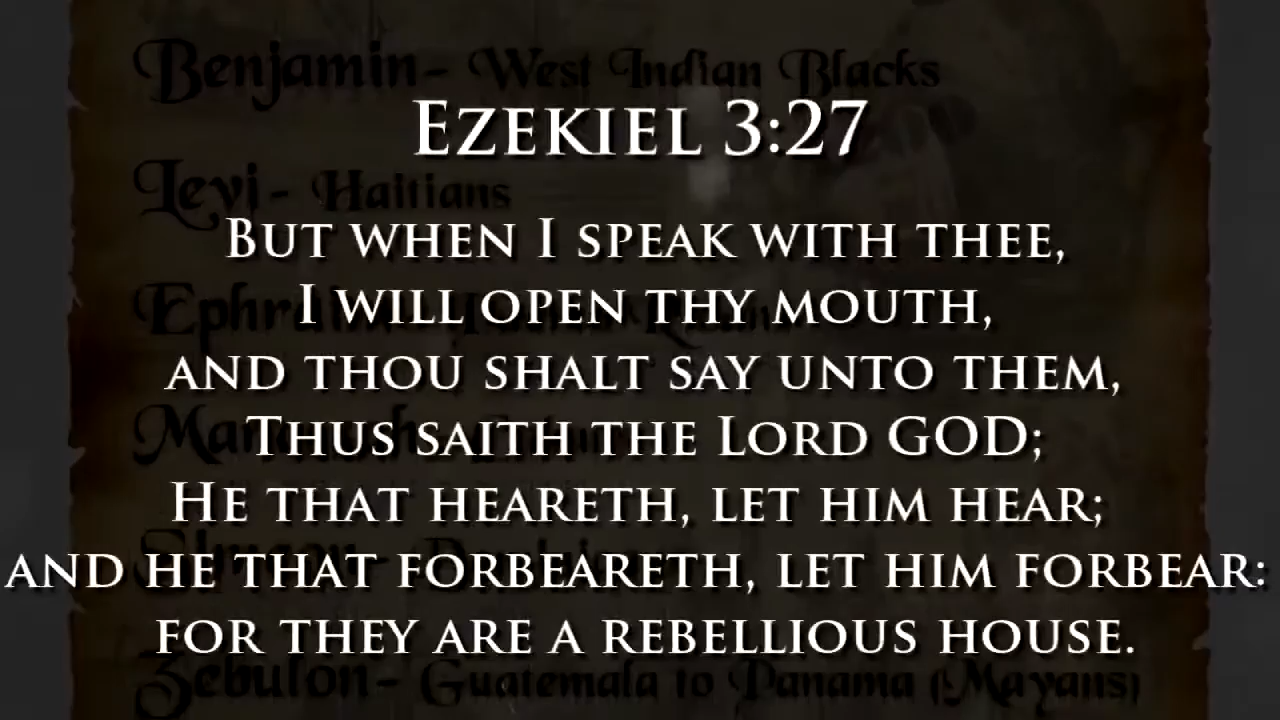 Benjamin- West Indian Blacks
Ezekiel 3:27
Levi- Haitians
But when I speak with thee,
I will open thy mouth,
and thou shalt say unto them,
Thus saith the Lord GOD;
He that heareth, let him hear;
and he that forbeareth, let him forbear:
for they are a rebellious house.
Zebulon- Guatemala to Panama (Mayans)